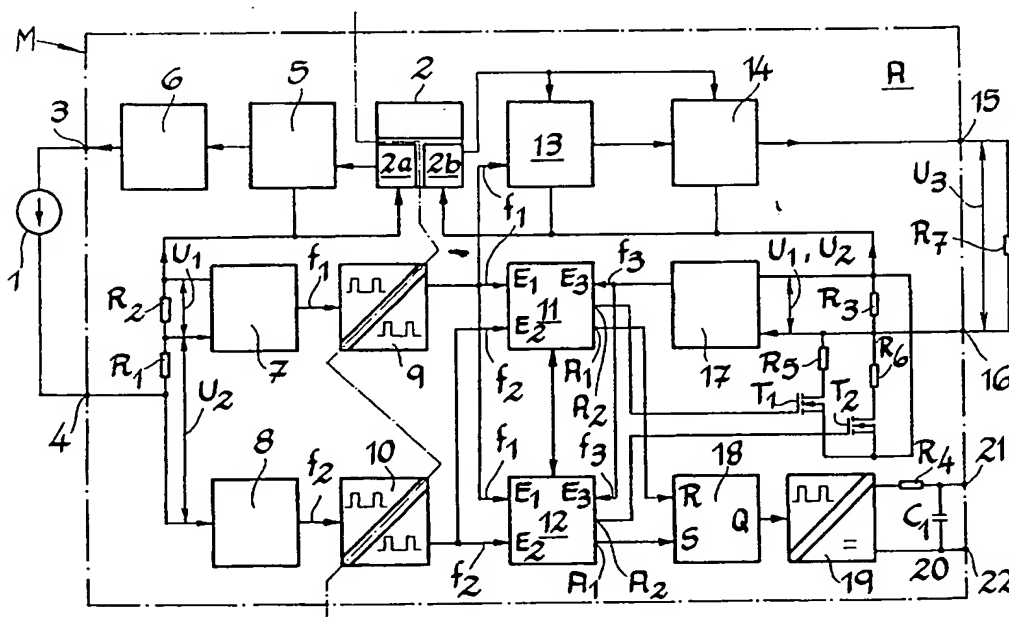 M
6
5
2
14
A
3
15
13
2a
2b
U₃
1
f₁
f₁
U₁
f₁
f₃
U₁, U₂
R₇
R₂
E₁
E₃
R₃
11
E₂
R₁
7
9
f₂
A₁
17
R₅
R₆
16
4
U₂
A₂
T₁
T₂
8
10
f₁
f₃
18
R₄
21
f₂
E₁
E₃
R
12
Q
C₁
E₂
S
=
f₂
A₁
A₂
19
20
22